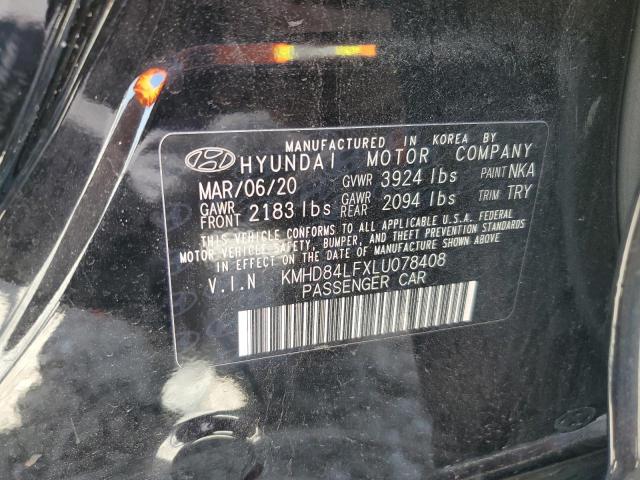 MANUFACTURED IN KOREA BY
HYUNDAI MOTOR COMPANY
MAR/06/20 GVWR 3924 lbs PAINT NKA
GAWR FRONT 2183 lbs GAWR REAR 2094 lbs TRIM TRY
THIS VEHICLE CONFORMS TO ALL APPLICABLE U.S.A. FEDERAL
MOTOR VEHICLE SAFETY, BUMPER, AND THEFT PREVENTION STANDARDS
IN EFFECT ON THE DATE OF MANUFACTURE SHOWN ABOVE
V.I.N KMHD84LFXLU078408
PASSENGER CAR